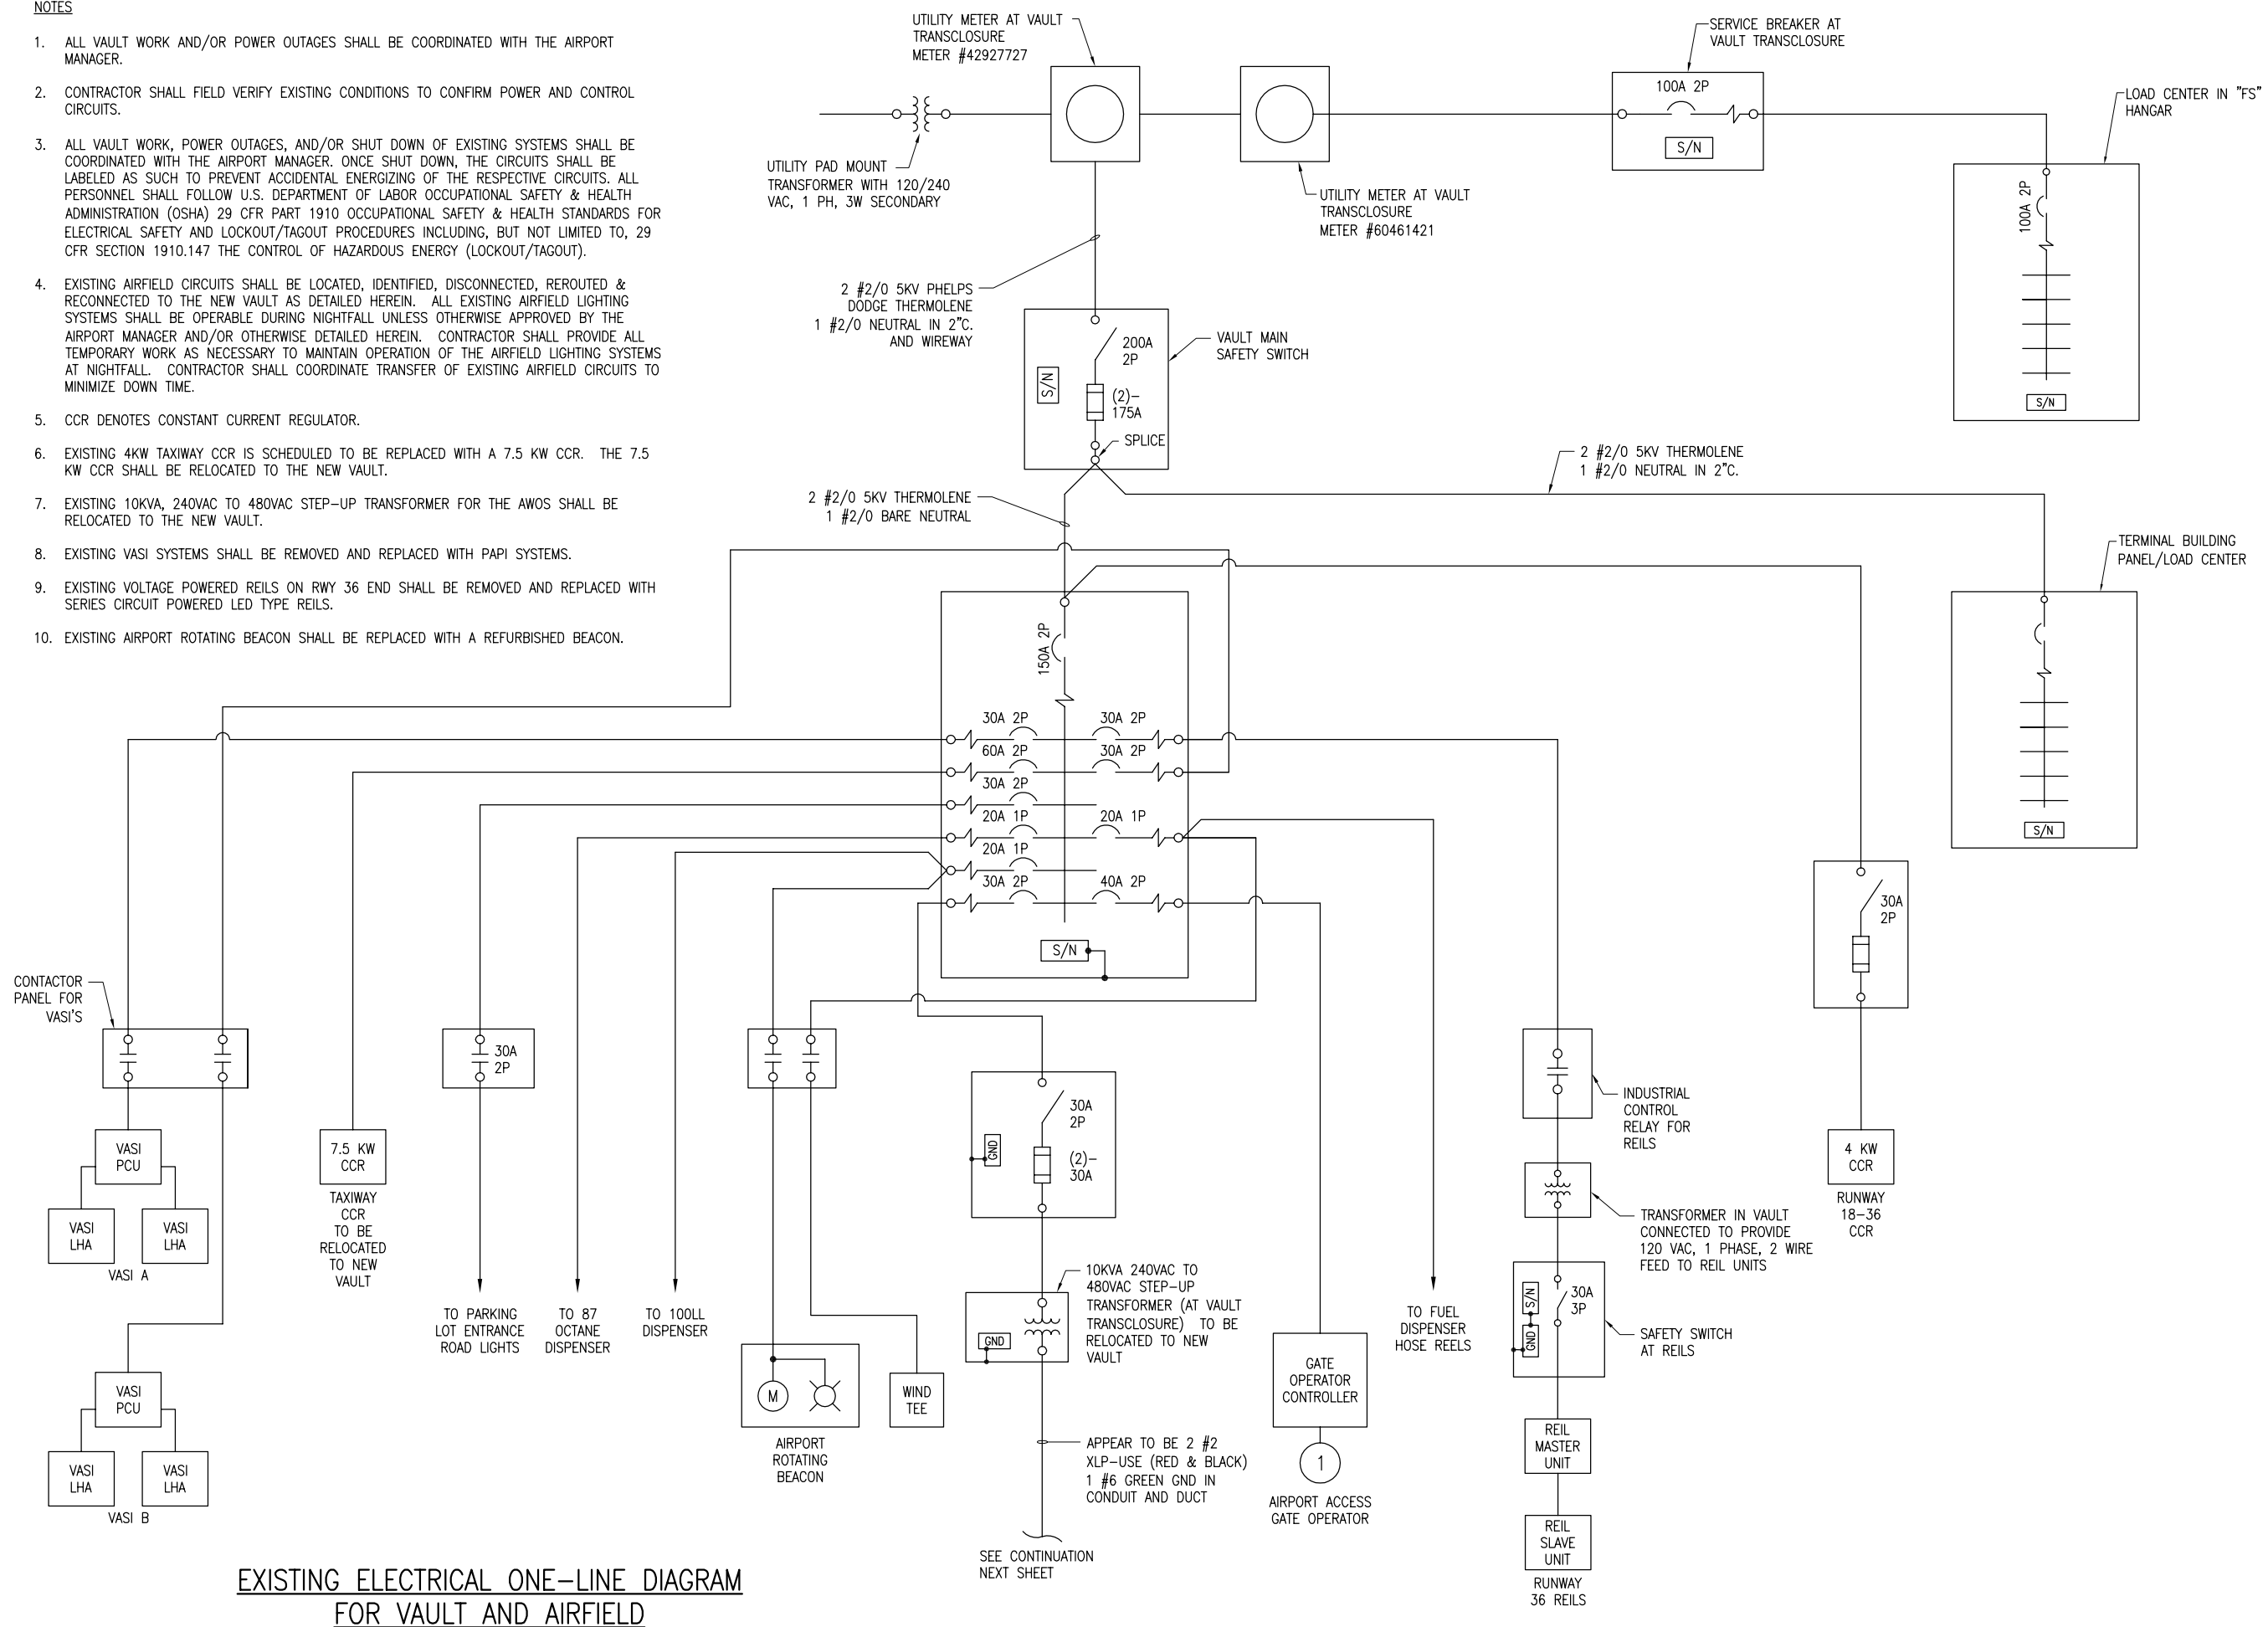 NOTES
1. ALL VAULT WORK AND/OR POWER OUTAGES SHALL BE COORDINATED WITH THE AIRPORT
MANAGER.
2. CONTRACTOR SHALL FIELD VERIFY EXISTING CONDITIONS TO CONFIRM POWER AND CONTROL
CIRCUITS.
3. ALL VAULT WORK, POWER OUTAGES, AND/OR SHUT DOWN OF EXISTING SYSTEMS SHALL BE
COORDINATED WITH THE AIRPORT MANAGER. ONCE SHUT DOWN, THE CIRCUITS SHALL BE
LABELED AS SUCH TO PREVENT ACCIDENTAL ENERGIZING OF THE RESPECTIVE CIRCUITS. ALL
PERSONNEL SHALL FOLLOW U.S. DEPARTMENT OF LABOR OCCUPATIONAL SAFETY & HEALTH
ADMINISTRATION (OSHA) 29 CFR PART 1910 OCCUPATIONAL SAFETY & HEALTH STANDARDS FOR
ELECTRICAL SAFETY AND LOCKOUT/TAGOUT PROCEDURES INCLUDING, BUT NOT LIMITED TO, 29
CFR SECTION 1910.147 THE CONTROL OF HAZARDOUS ENERGY (LOCKOUT/TAGOUT).
4. EXISTING AIRFIELD CIRCUITS SHALL BE LOCATED, IDENTIFIED, DISCONNECTED, REROUTED &
RECONNECTED TO THE NEW VAULT AS DETAILED HEREIN. ALL EXISTING AIRFIELD LIGHTING
SYSTEMS SHALL BE OPERABLE DURING NIGHTFALL UNLESS OTHERWISE APPROVED BY THE
AIRPORT MANAGER AND/OR OTHERWISE DETAILED HEREIN. CONTRACTOR SHALL PROVIDE ALL
TEMPORARY WORK AS NECESSARY TO MAINTAIN OPERATION OF THE AIRFIELD LIGHTING SYSTEMS
AT NIGHTFALL. CONTRACTOR SHALL COORDINATE TRANSFER OF EXISTING AIRFIELD CIRCUITS TO
MINIMIZE DOWN TIME.
5. CCR DENOTES CONSTANT CURRENT REGULATOR.
6. EXISTING 4KW TAXIWAY CCR IS SCHEDULED TO BE REPLACED WITH A 7.5 KW CCR. THE 7.5
KW CCR SHALL BE RELOCATED TO THE NEW VAULT.
7. EXISTING 10KVA, 240VAC TO 480VAC STEP-UP TRANSFORMER FOR THE AWOS SHALL BE
RELOCATED TO THE NEW VAULT.
8. EXISTING VASI SYSTEMS SHALL BE REMOVED AND REPLACED WITH PAPI SYSTEMS.
9. EXISTING VOLTAGE POWERED REILS ON RWY 36 END SHALL BE REMOVED AND REPLACED WITH
SERIES CIRCUIT POWERED LED TYPE REILS.
10. EXISTING AIRPORT ROTATING BEACON SHALL BE REPLACED WITH A REFURBISHED BEACON.
UTILITY METER AT VAULT
TRANSCLOSURE
METER #42927727
UTILITY PAD MOUNT
TRANSFORMER WITH 120/240
VAC, 1 PH, 3W SECONDARY
UTILITY METER AT VAULT
TRANSCLOSURE
METER #60461421
SERVICE BREAKER AT
VAULT TRANSCLOSURE
100A 2P
S/N
LOAD CENTER IN "FS"
HANGAR
100A 2P
S/N
2 #2/0 5KV PHELPS
DODGE THERMOLENE
1 #2/0 NEUTRAL IN 2"C.
AND WIREWAY
VAULT MAIN
SAFETY SWITCH
200A
2P
S/N
(2)-
175A
SPLICE
2 #2/0 5KV THERMOLENE
1 #2/0 NEUTRAL IN 2"C.
2 #2/0 5KV THERMOLENE
1 #2/0 BARE NEUTRAL
TERMINAL BUILDING
PANEL/LOAD CENTER
S/N
150A 2P
30A 2P 30A 2P
60A 2P 30A 2P
30A 2P
20A 1P 20A 1P
20A 1P
30A 2P 40A 2P
S/N
30A
2P
4 KW
CCR
RUNWAY
18-36
CCR
CONTACTOR
PANEL FOR
VASI'S
VASI
PCU
VASI
LHA
VASI
LHA
VASI A
VASI
PCU
VASI
LHA
VASI
LHA
VASI B
7.5 KW
CCR
TAXIWAY
CCR
TO BE
RELOCATED
TO NEW
VAULT
30A
2P
TO PARKING
LOT ENTRANCE
ROAD LIGHTS
TO 87
OCTANE
DISPENSER
TO 100LL
DISPENSER
M
AIRPORT
ROTATING
BEACON
WIND
TEE
30A
2P
GND
(2)-
30A
10KVA 240VAC TO
480VAC STEP-UP
TRANSFORMER (AT VAULT
TRANSCLOSURE) TO BE
RELOCATED TO NEW
VAULT
GND
APPEAR TO BE 2 #2
XLP-USE (RED & BLACK)
1 #6 GREEN GND IN
CONDUIT AND DUCT
SEE CONTINUATION
NEXT SHEET
GATE
OPERATOR
CONTROLLER
1
AIRPORT ACCESS
GATE OPERATOR
TO FUEL
DISPENSER
HOSE REELS
INDUSTRIAL
CONTROL
RELAY FOR
REILS
TRANSFORMER IN VAULT
CONNECTED TO PROVIDE
120 VAC, 1 PHASE, 2 WIRE
FEED TO REIL UNITS
S/N
GND
30A
3P
SAFETY SWITCH
AT REILS
REIL
MASTER
UNIT
REIL
SLAVE
UNIT
RUNWAY
36 REILS
EXISTING ELECTRICAL ONE-LINE DIAGRAM
FOR VAULT AND AIRFIELD